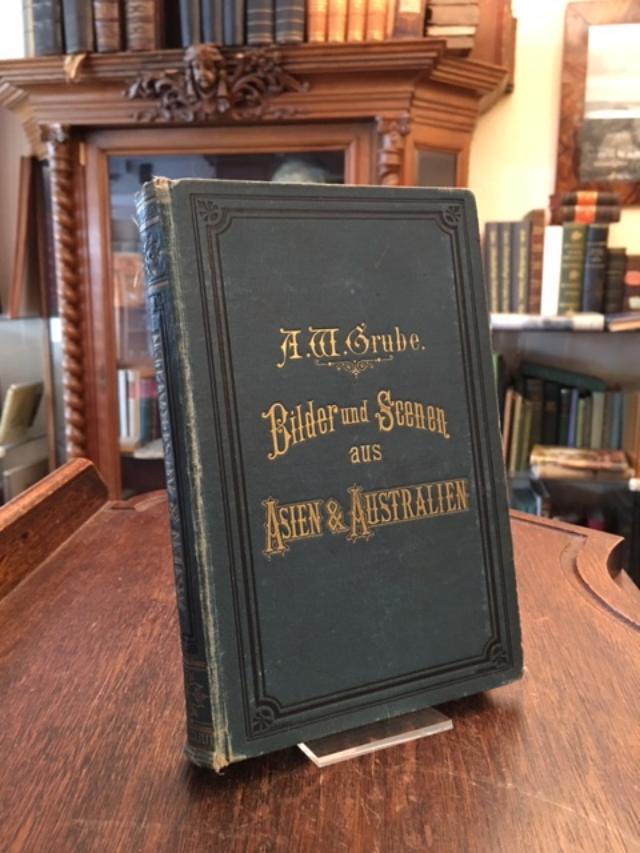 A.W.Grube.
Bilder und Scenen
aus
ASIEN & AUSTRALIEN